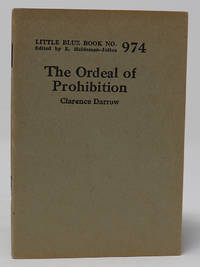 LITTLE BLUE BOOK NO. 974
Edited by E. Haldeman-Julius
The Ordeal of
Prohibition
Clarence Darrow